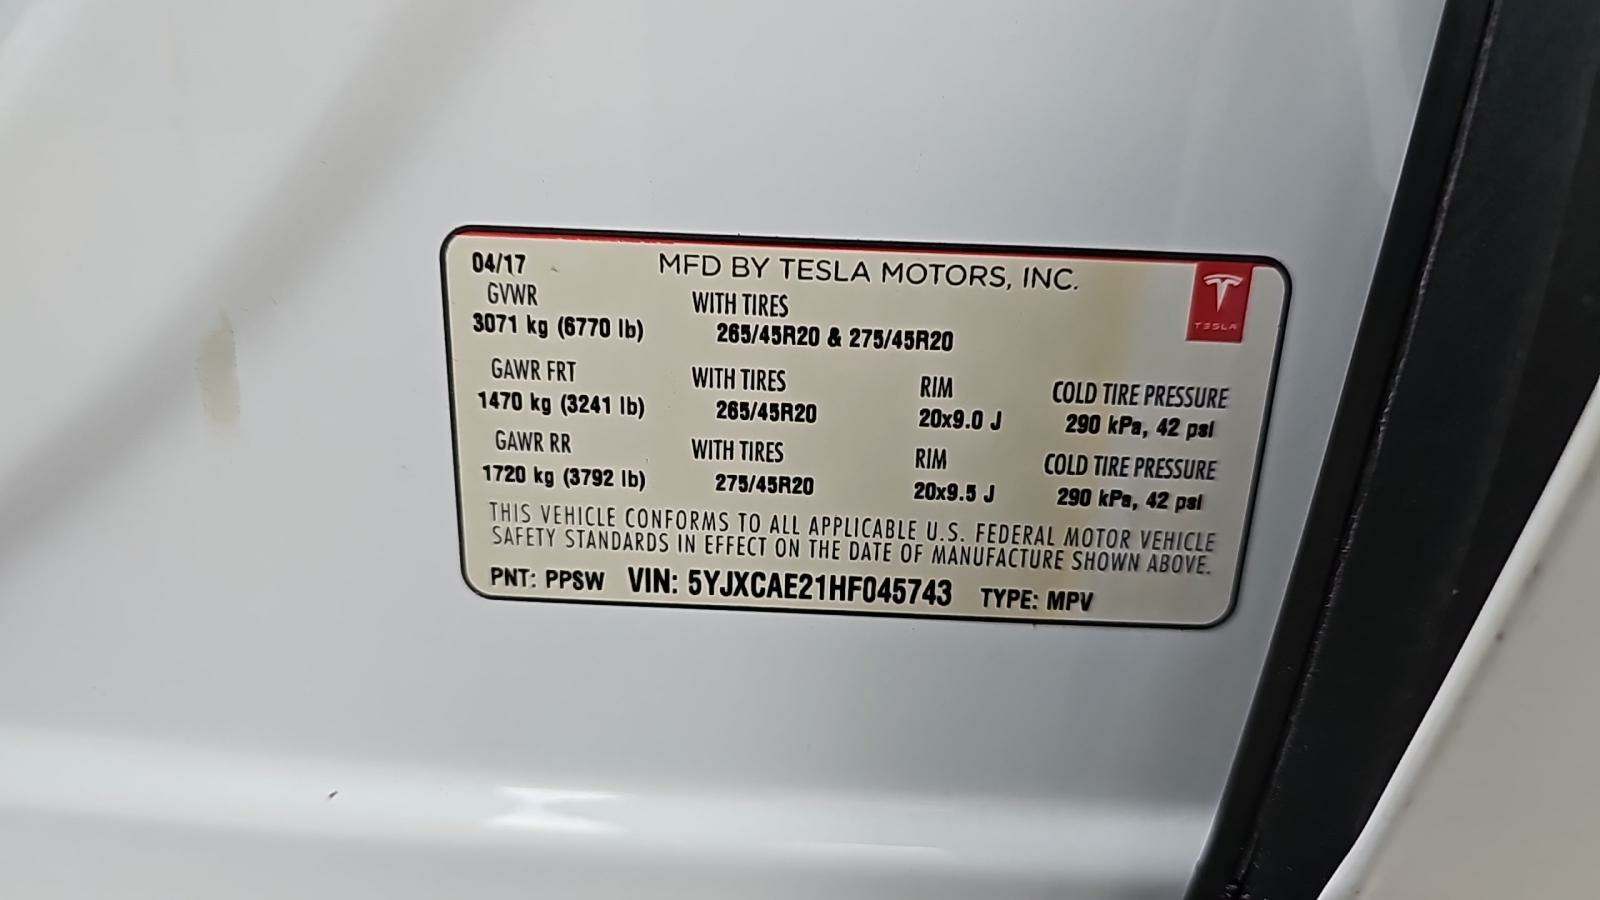 04/17 MFD BY TESLA MOTORS, INC.
TESLA
GVWR WITH TIRES
3071 kg (6770 lb) 265/45R20 & 275/45R20
GAWR FRT WITH TIRES RIM COLD TIRE PRESSURE
1470 kg (3241 lb) 265/45R20 20x9.0 J 290 kPa, 42 psi
GAWR RR WITH TIRES RIM COLD TIRE PRESSURE
1720 kg (3792 lb) 275/45R20 20x9.5 J 290 kPa, 42 psi
THIS VEHICLE CONFORMS TO ALL APPLICABLE U.S. FEDERAL MOTOR VEHICLE
SAFETY STANDARDS IN EFFECT ON THE DATE OF MANUFACTURE SHOWN ABOVE.
PNT: PPSW VIN: 5YJXCAE21HF045743 TYPE: MPV